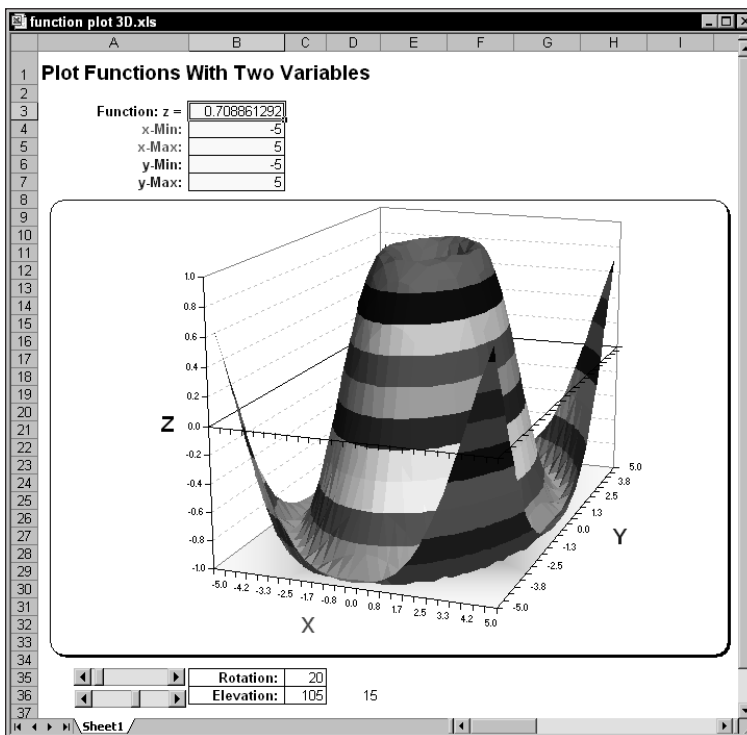 function plot 3D.xls
A B C D E F G H I
1 Plot Functions With Two Variables
2
3 Function: z = 0.708861292
4 x-Min: -5
5 x-Max: 5
6 y-Min: -5
7 y-Max: 5
8
9
10
11
12 1.0
13
14 0.8
15
16 0.6
17
18 0.4
19
20 0.2
21 Z 0.0
22
23 -0.2
24 -0.4
25 5.0
26 -0.6 3.8
27 2.5
28 -0.8 1.3
29 0.0
30 -1.0 -1.3 Y
31 -2.5
32 -3.8
33 -5.0
-5.0 -4.2 -3.3 -2.5 -1.7 -0.8 0.0 0.8 1.7 2.5 3.3 4.2 5.0
X
34
35 Rotation: 20
36 Elevation: 105 15
37
Sheet1